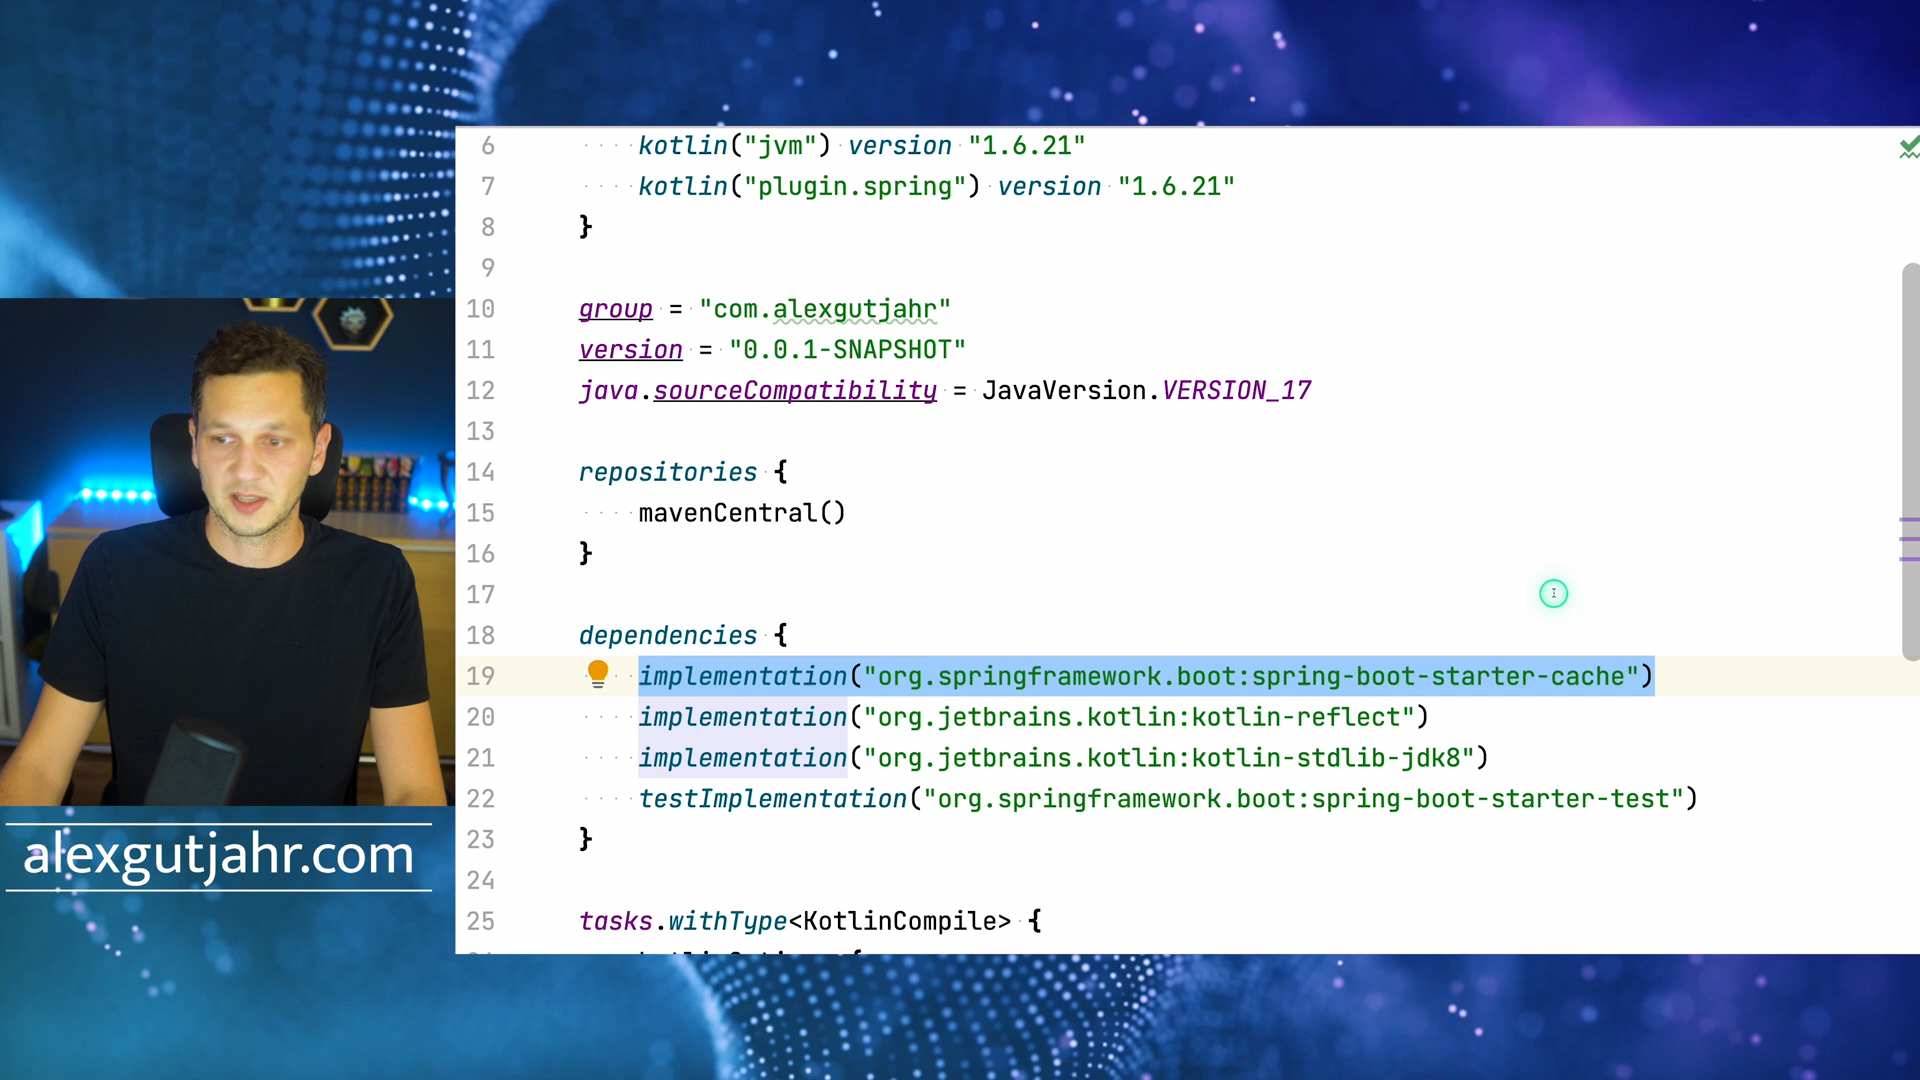 6 kotlin("jvm") version "1.6.21"
7 kotlin("plugin.spring") version "1.6.21"
8 }
9
10 group = "com.alexgutjahr"
11 version = "0.0.1-SNAPSHOT"
12 java.sourceCompatibility = JavaVersion.VERSION_17
13
14 repositories {
15 mavenCentral()
16 }
17
18 dependencies {
19 implementation("org.springframework.boot:spring-boot-starter-cache")
20 implementation("org.jetbrains.kotlin:kotlin-reflect")
21 implementation("org.jetbrains.kotlin:kotlin-stdlib-jdk8")
22 testImplementation("org.springframework.boot:spring-boot-starter-test")
23 }
24
25 tasks.withType<KotlinCompile> {
alexgutjahr.com